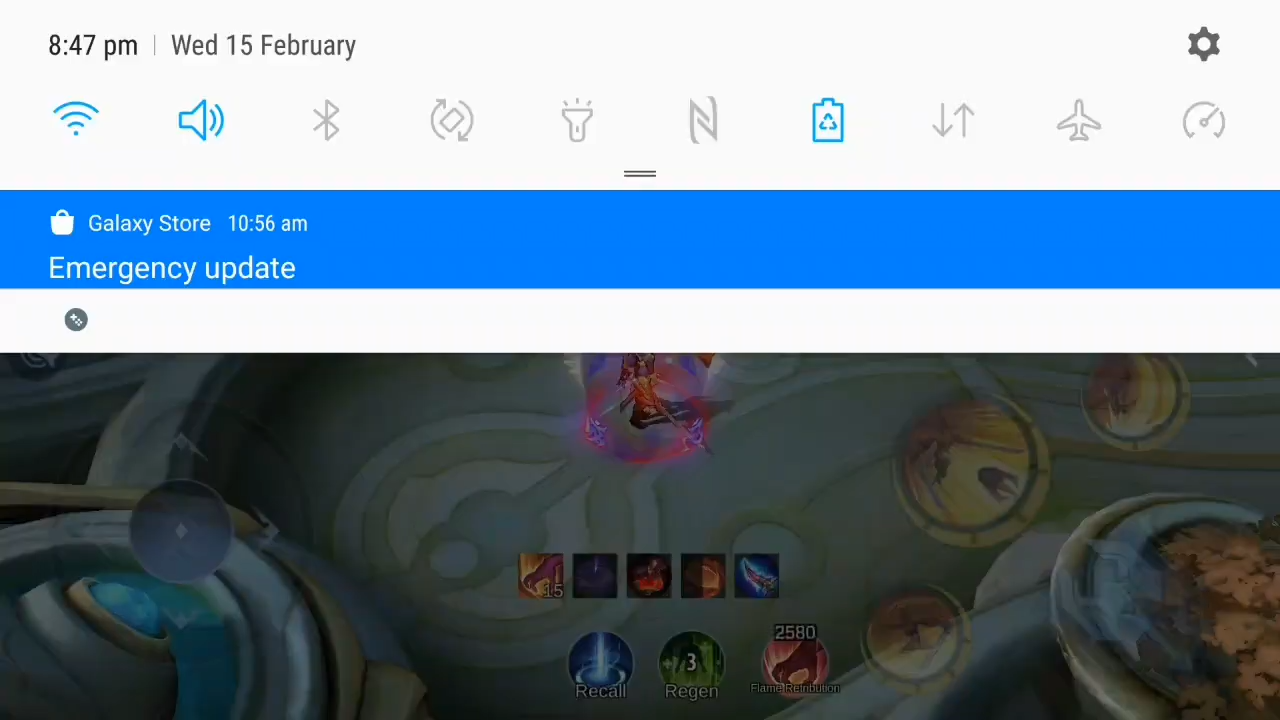 8:47 pm | Wed 15 February
Galaxy Store 10:56 am
Emergency update
15
2580
3
Recall
Regen
Flame Retribution